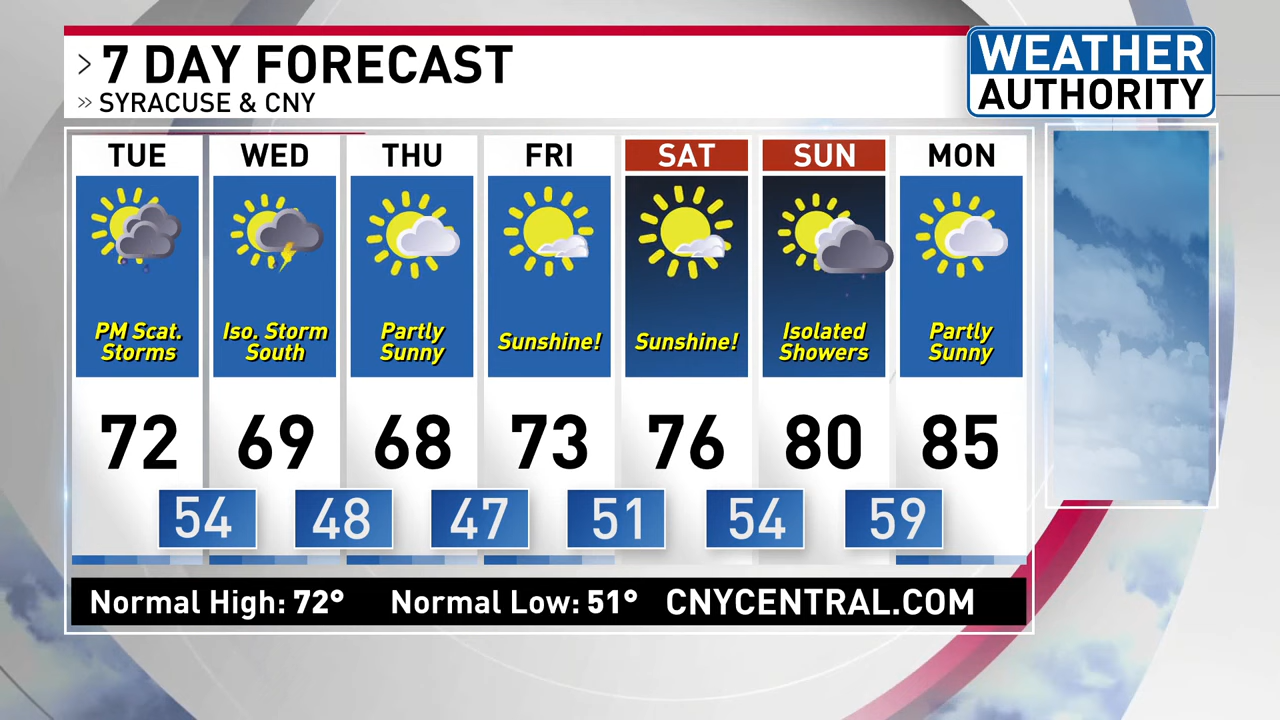 > 7 DAY FORECAST
» SYRACUSE & CNY
WEATHER
AUTHORITY
TUE WED THU FRI SAT SUN MON
PM Scat. Storms
Iso. Storm South
Partly Sunny
Sunshine!
Sunshine!
Isolated Showers
Partly Sunny
72 69 68 73 76 80 85
54 48 47 51 54 59
Normal High: 72° Normal Low: 51° CNYCENTRAL.COM